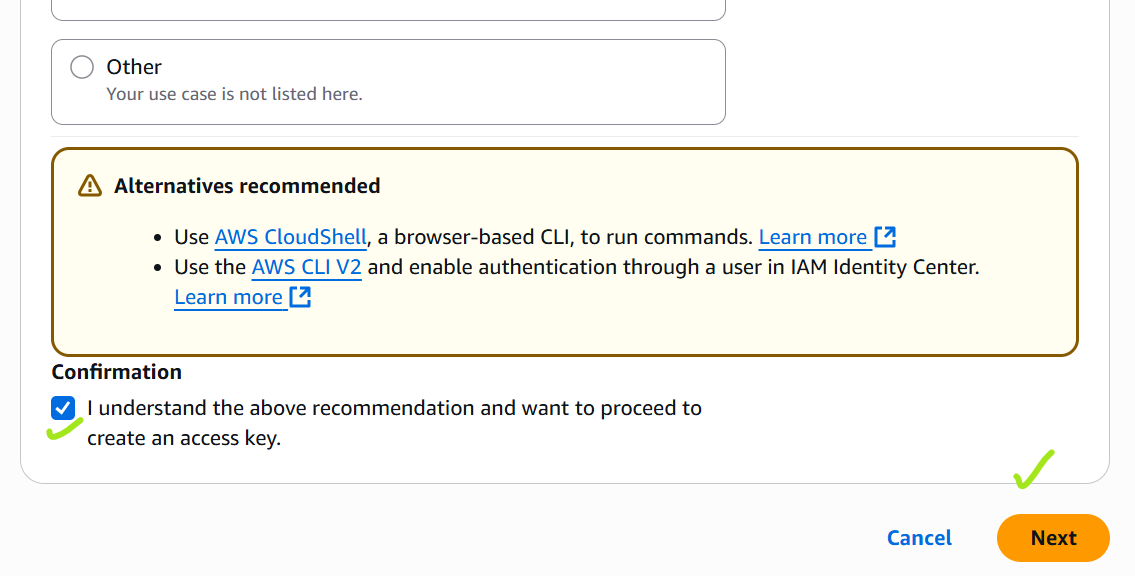 Other
Your use case is not listed here.
Alternatives recommended
• Use AWS CloudShell, a browser-based CLI, to run commands. Learn more
• Use the AWS CLI V2 and enable authentication through a user in IAM Identity Center.
Learn more
Confirmation
I understand the above recommendation and want to proceed to
create an access key.
Cancel
Next